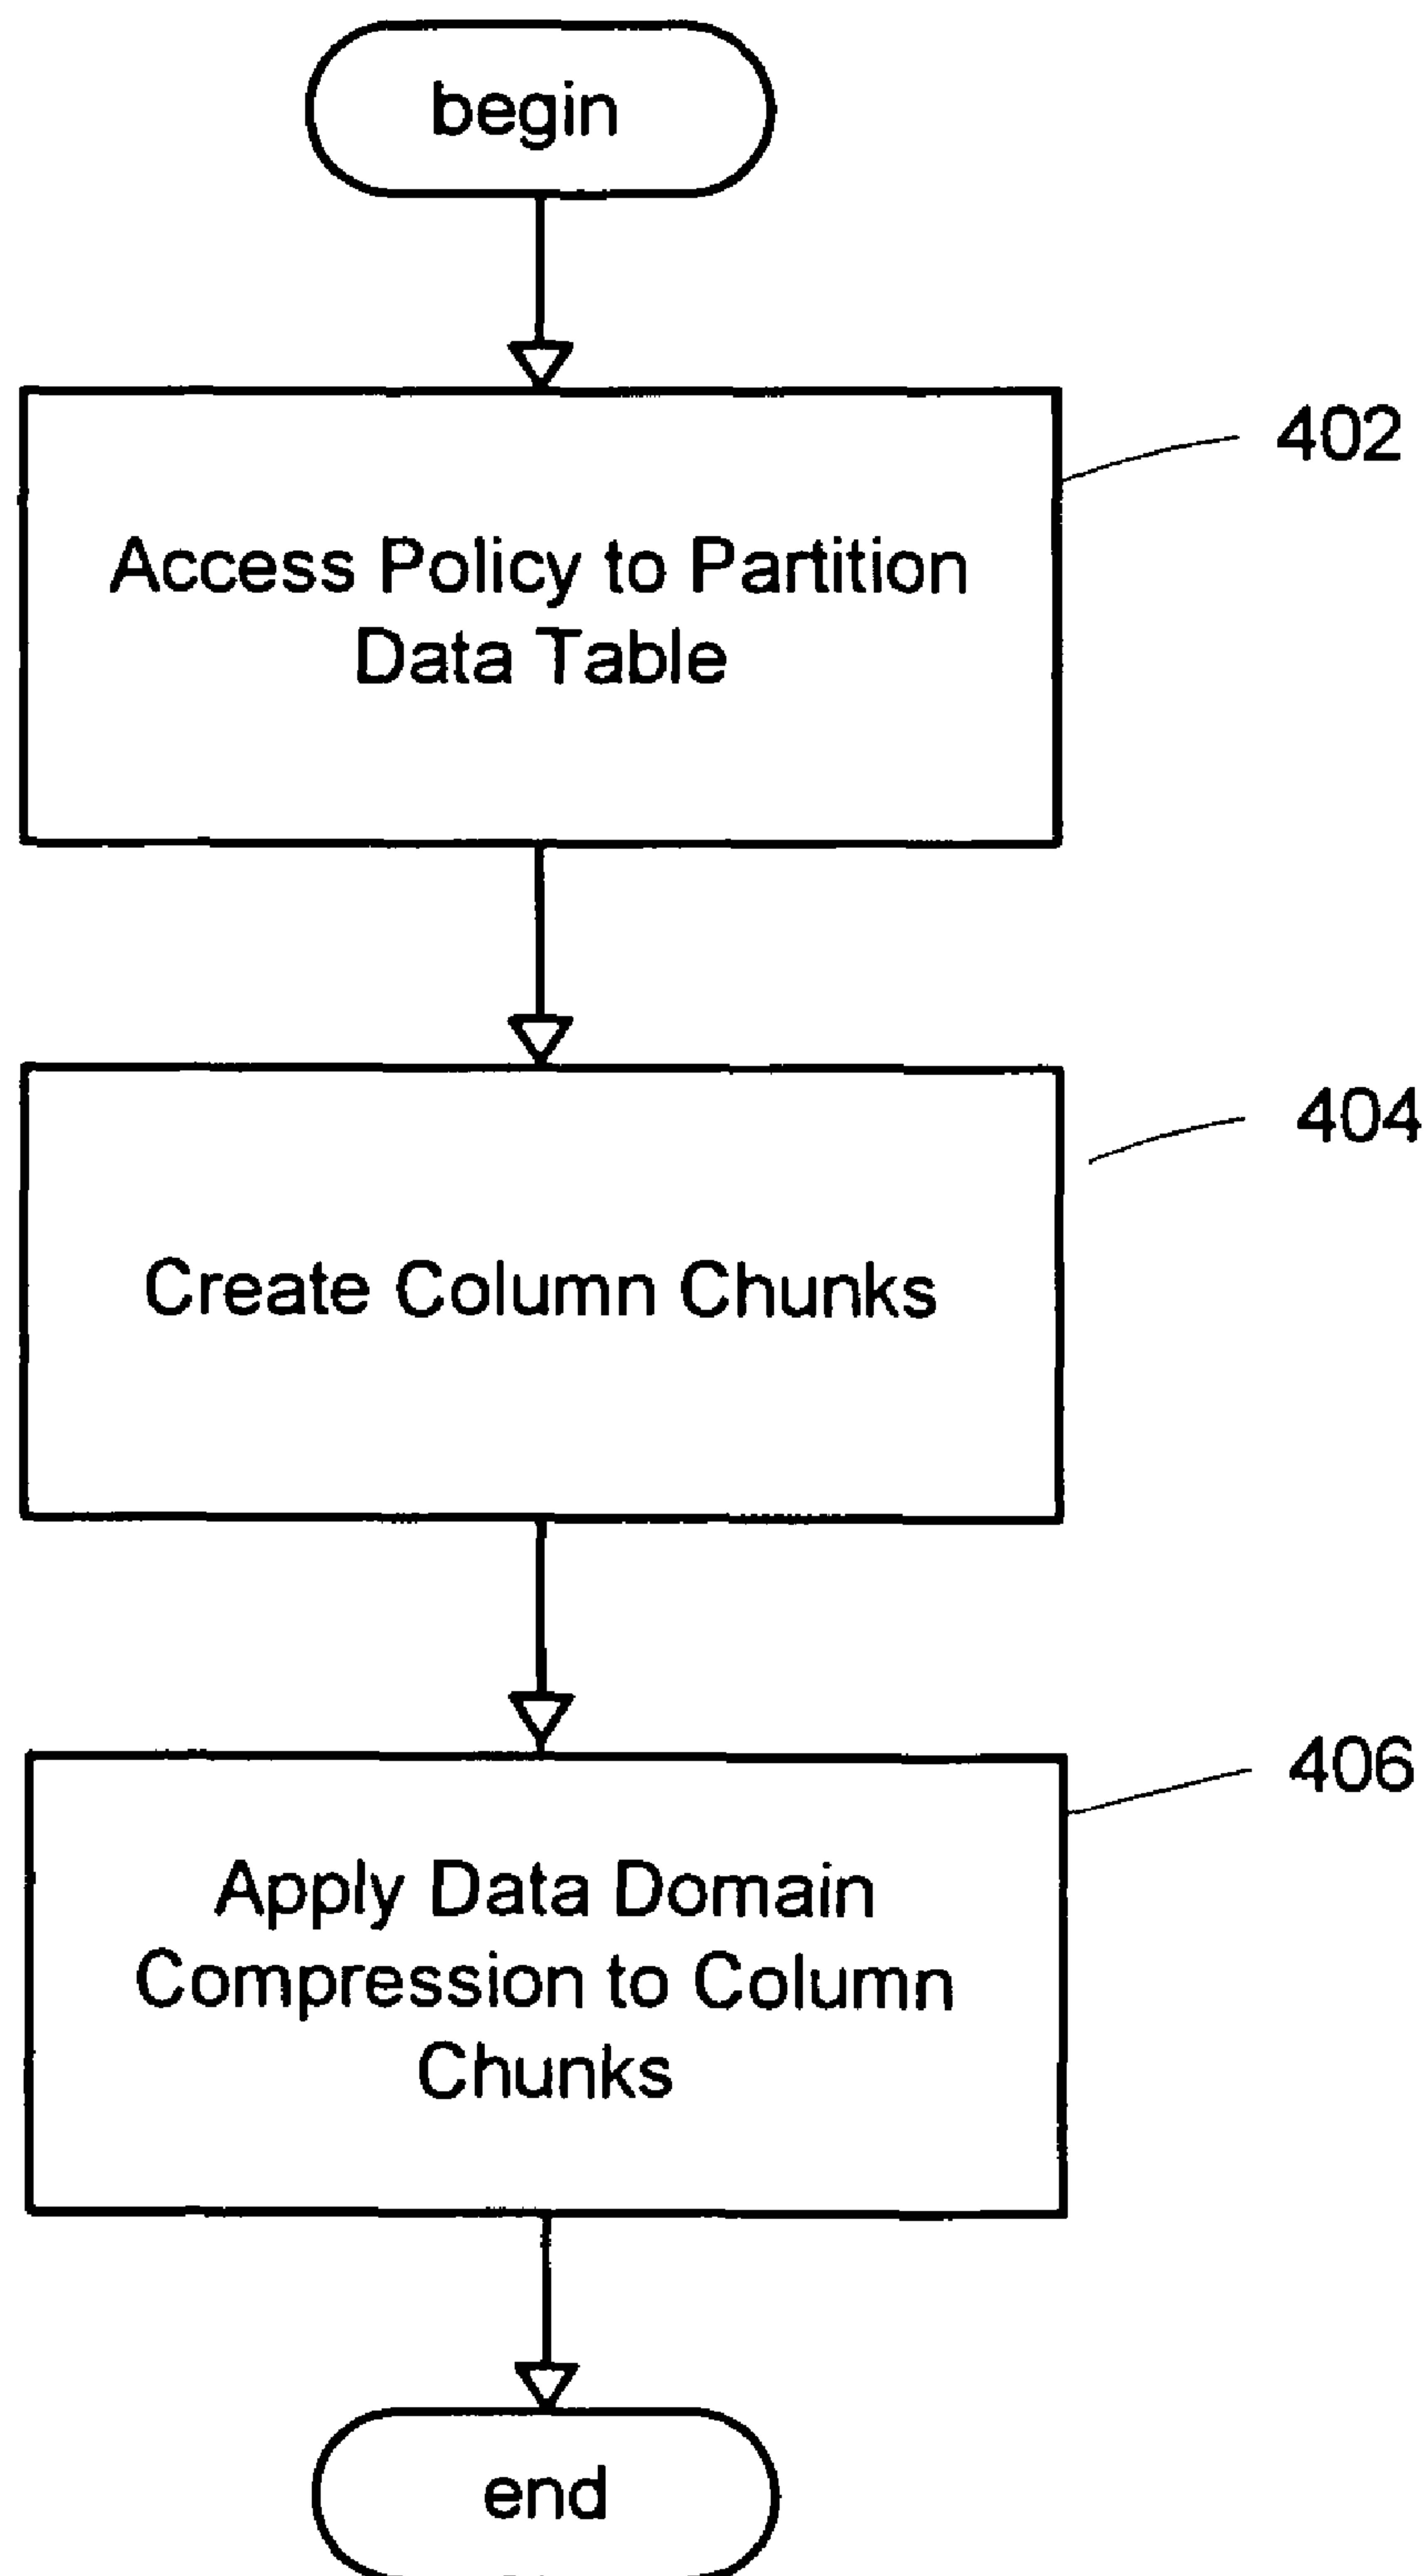 begin
402
Access Policy to Partition
Data Table
404
Create Column Chunks
406
Apply Data Domain
Compression to Column
Chunks
end